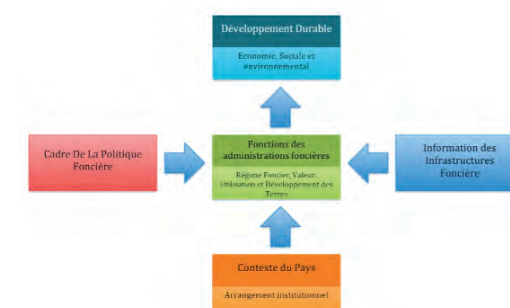 Développement Durable
Economie, Sociale et
environnemental
Cadre De La Politique
Foncière
Fonctions des
administrations foncières
Régime Foncier, Valeur,
Utilisation et Développement des
Terres
Information des
Infrastructures
Foncière
Contexte du Pays
Arrangement institutionnel